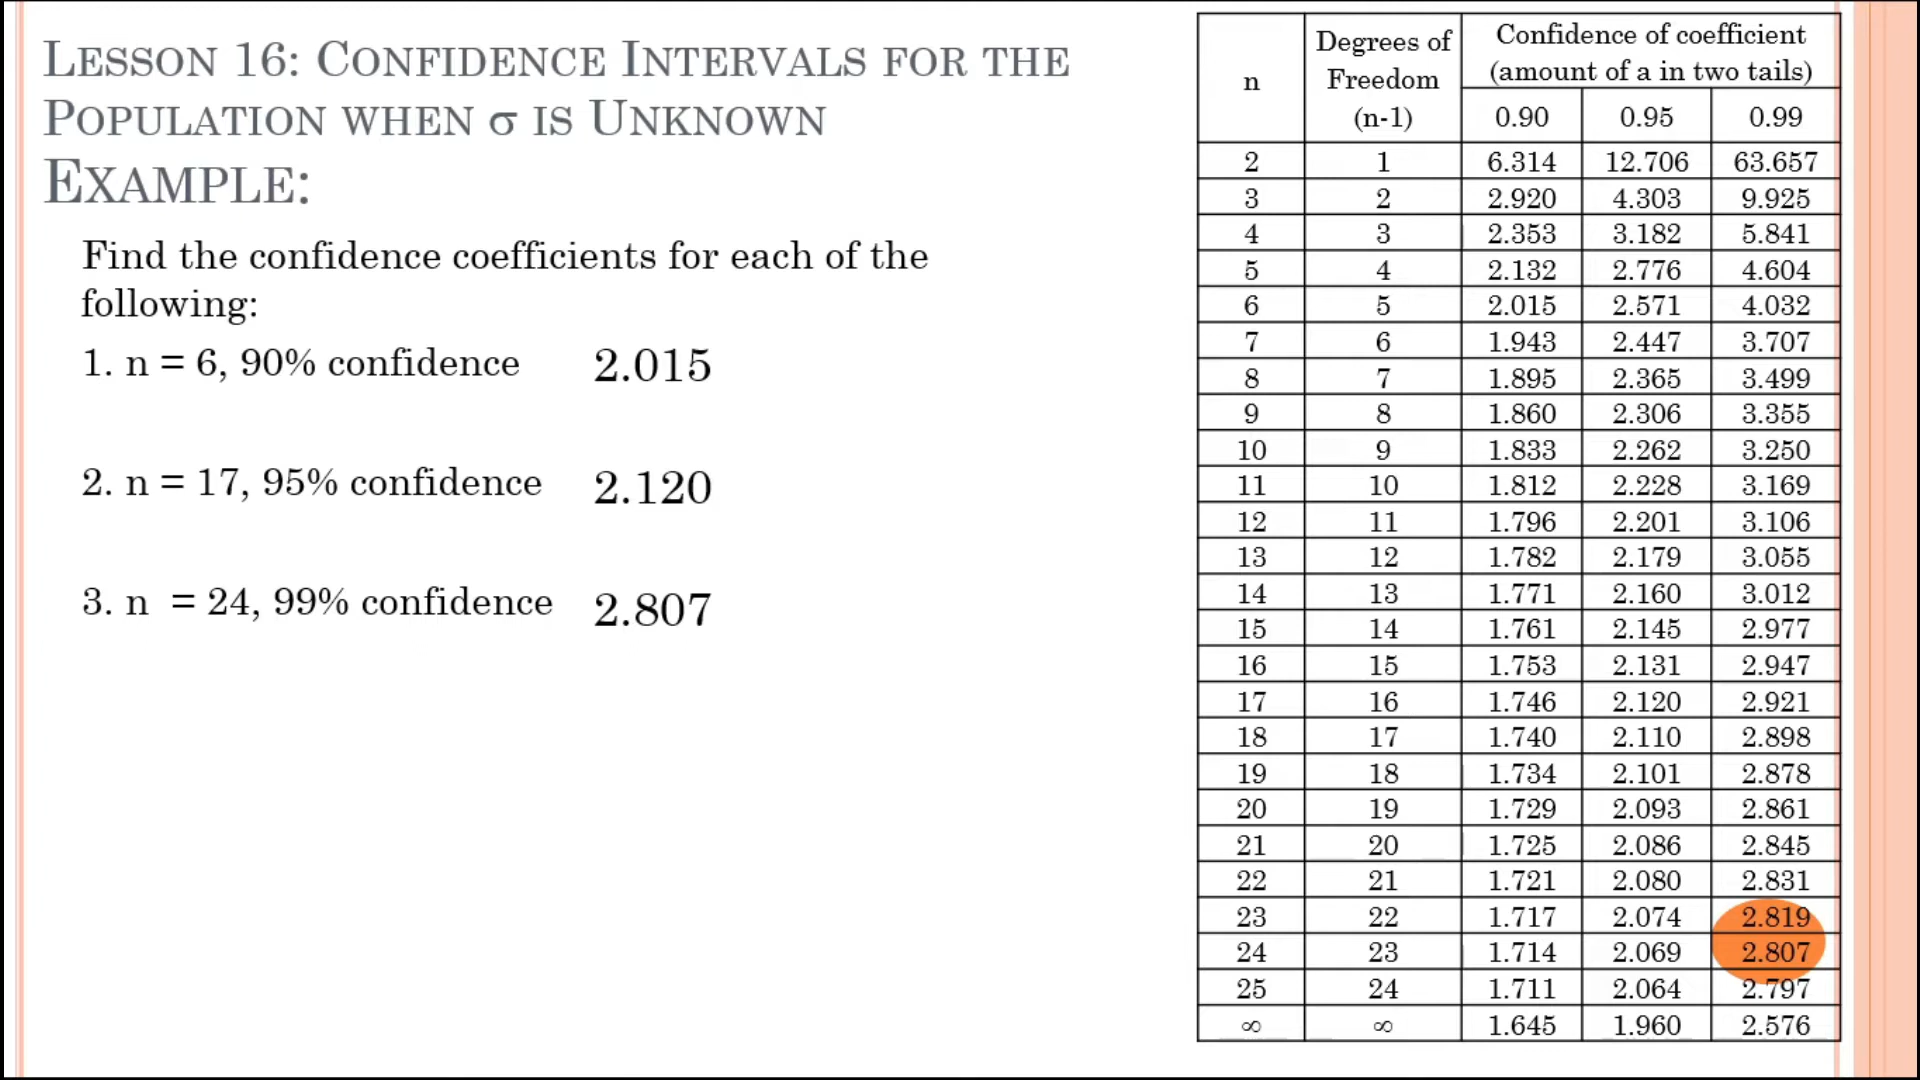 LESSON 16: CONFIDENCE INTERVALS FOR THE
POPULATION WHEN σ IS UNKNOWN
EXAMPLE:
Find the confidence coefficients for each of the
following:
1. n = 6, 90% confidence 2.015
2. n = 17, 95% confidence 2.120
3. n = 24, 99% confidence 2.807
n Degrees of Freedom (n-1) Confidence of coefficient (amount of a in two tails)
0.90 0.95 0.99
2 1 6.314 12.706 63.657
3 2 2.920 4.303 9.925
4 3 2.353 3.182 5.841
5 4 2.132 2.776 4.604
6 5 2.015 2.571 4.032
7 6 1.943 2.447 3.707
8 7 1.895 2.365 3.499
9 8 1.860 2.306 3.355
10 9 1.833 2.262 3.250
11 10 1.812 2.228 3.169
12 11 1.796 2.201 3.106
13 12 1.782 2.179 3.055
14 13 1.771 2.160 3.012
15 14 1.761 2.145 2.977
16 15 1.753 2.131 2.947
17 16 1.746 2.120 2.921
18 17 1.740 2.110 2.898
19 18 1.734 2.101 2.878
20 19 1.729 2.093 2.861
21 20 1.725 2.086 2.845
22 21 1.721 2.080 2.831
23 22 1.717 2.074 2.819
24 23 1.714 2.069 2.807
25 24 1.711 2.064 2.797
∞ ∞ 1.645 1.960 2.576